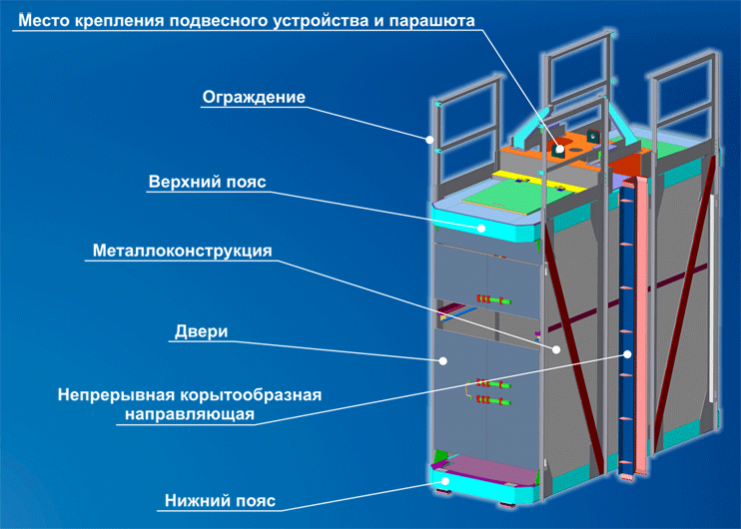 Место крепления подвесного устройства и парашюта
Ограждение
Верхний пояс
Металлоконструкция
Двери
Непрерывная корытообразная
направляющая
Нижний пояс